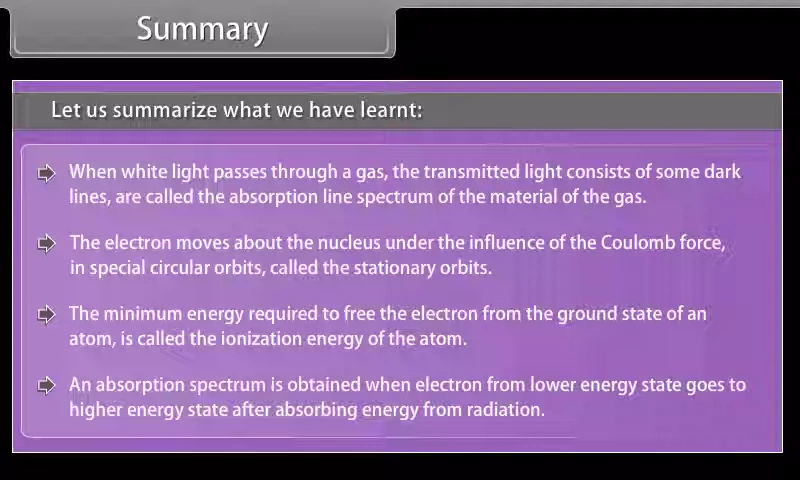 Summary
Let us summarize what we have learnt:
When white light passes through a gas, the transmitted light consists of some dark
lines, are called the absorption line spectrum of the material of the gas.
The electron moves about the nucleus under the influence of the Coulomb force,
in special circular orbits, called the stationary orbits.
The minimum energy required to free the electron from the ground state of an
atom, is called the ionization energy of the atom.
An absorption spectrum is obtained when electron from lower energy state goes to
higher energy state after absorbing energy from radiation.